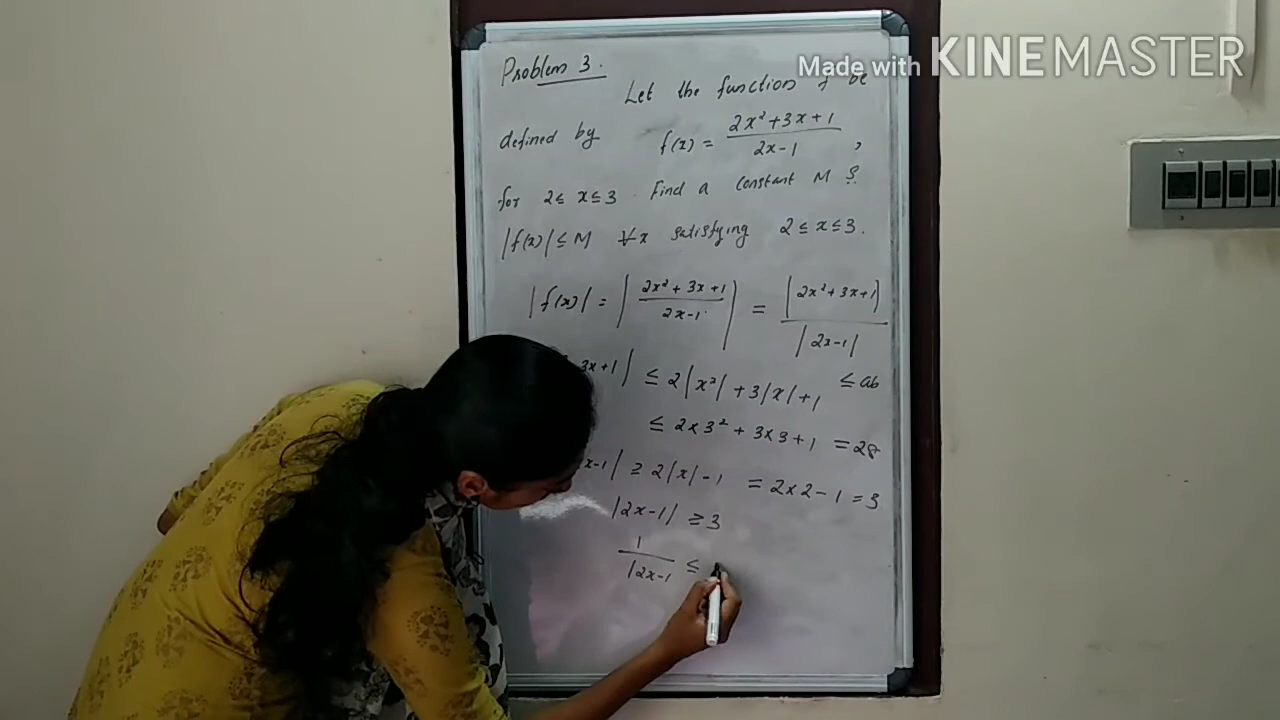 Made with KINEMASTER
Problem 3.
Let the function f be
defined by f(x) = (2x² + 3x + 1)/(2x - 1) ,
for 2 ≤ x ≤ 3 . Find a constant M
|f(x)| ≤ M ∀x satisfying 2 ≤ x ≤ 3.
|f(x)| = |(2x² + 3x + 1)/(2x - 1)| = |2x² + 3x + 1|/|2x - 1|
3x + 1| ≤ 2|x²| + 3|x| + 1 ≤ ab
≤ 2 × 3² + 3 × 3 + 1 = 28
x - 1| ≥ 2|x| - 1 = 2 × 2 - 1 = 3
|2x - 1| ≥ 3
1/|2x - 1 ≤